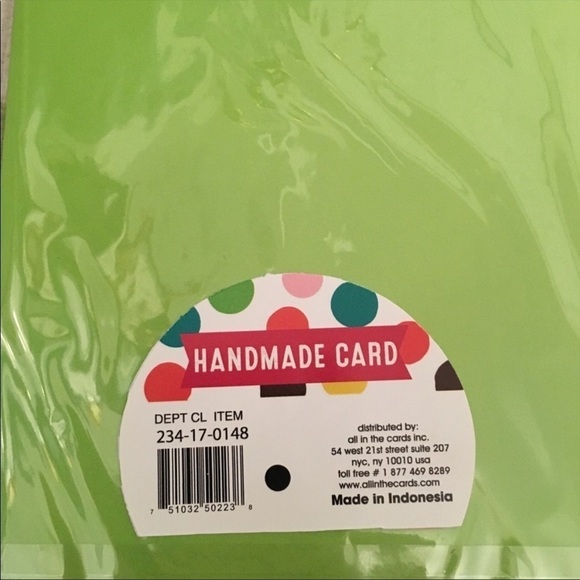 HANDMADE CARD
DEPT CL ITEM
234-17-0148
7 51032 50223 8
distributed by:
all in the cards inc.
54 west 21st street suite 207
nyc, ny 10010 usa
toll free # 1 877 469 8289
www.allinthecards.com
Made in Indonesia